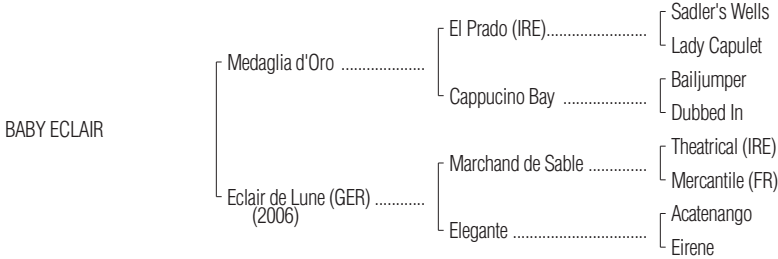 Sadler's Wells
El Prado (IRE)........................
Lady Capulet
Medaglia d'Oro ....................
Bailjumper
Cappucino Bay ....................
Dubbed In
BABY ECLAIR
Theatrical (IRE)
Marchand de Sable ..............
Mercantile (FR)
Eclair de Lune (GER) ............
(2006)
Acatenango
Elegante ................................
Eirene